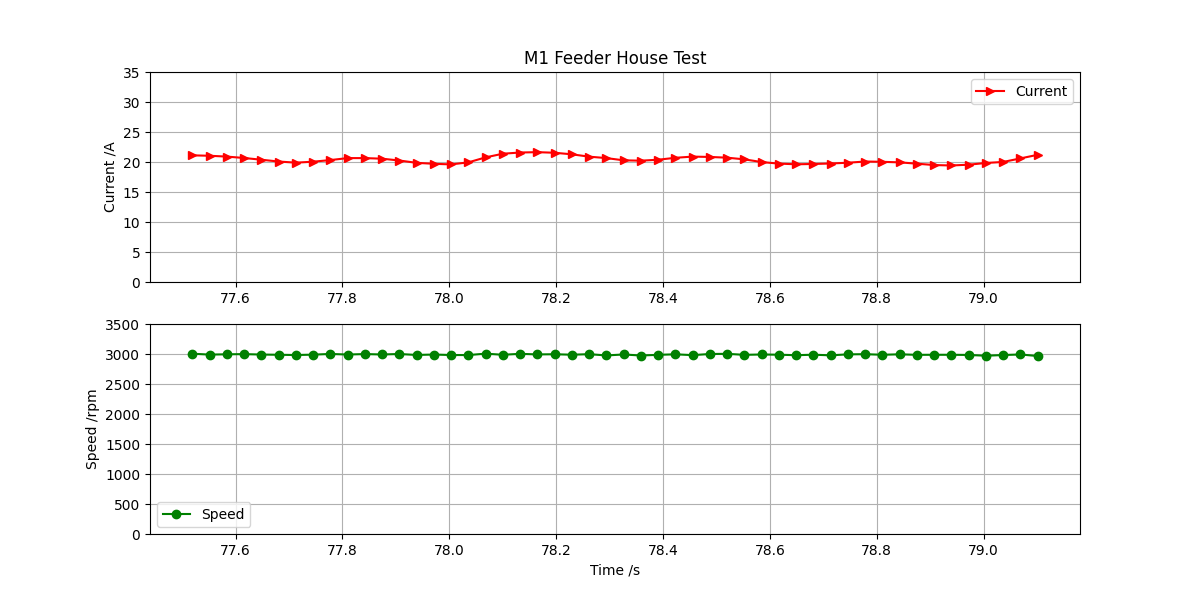 M1 Feeder House Test
35
30
25
20
15
10
5
0
Current /A
Current
77.6 77.8 78.0 78.2 78.4 78.6 78.8 79.0
3500
3000
2500
2000
1500
1000
500
0
Speed /rpm
Speed
77.6 77.8 78.0 78.2 78.4 78.6 78.8 79.0
Time /s